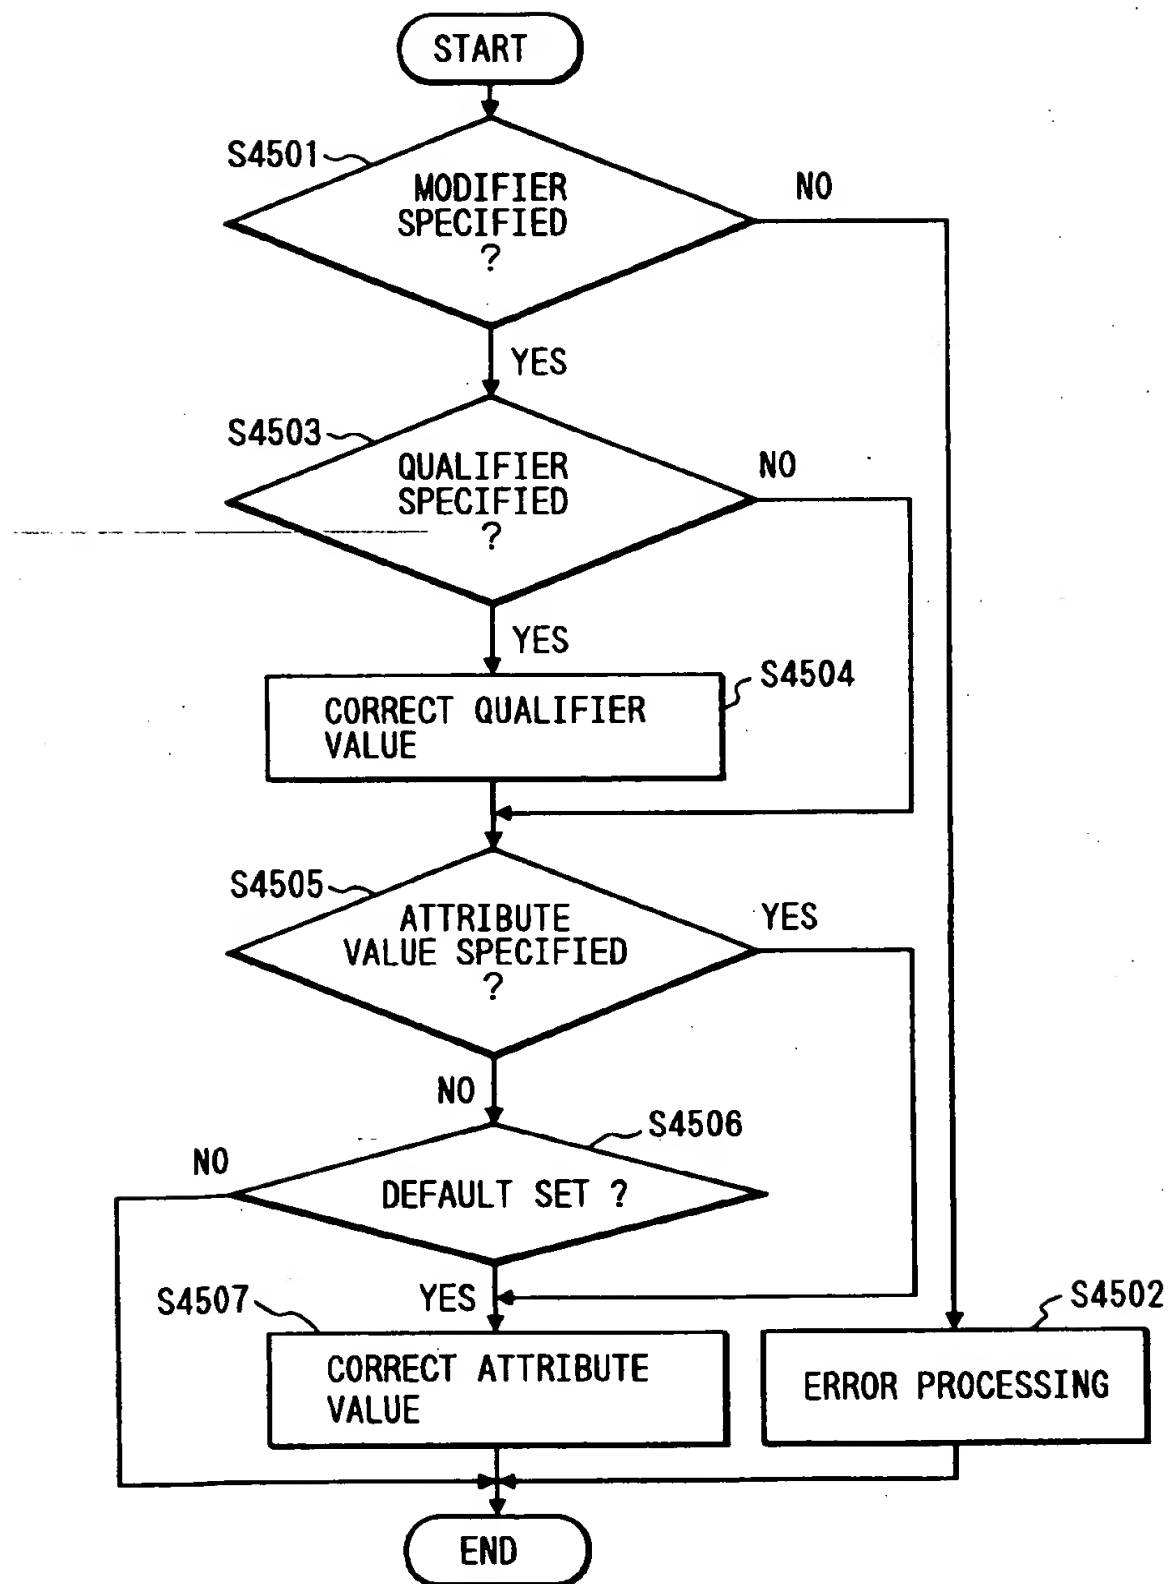 START
S4501
MODIFIER
SPECIFIED
?
NO
YES
S4503
QUALIFIER
SPECIFIED
?
NO
YES
S4504
CORRECT QUALIFIER
VALUE
S4505
ATTRIBUTE
VALUE SPECIFIED
?
YES
NO
S4506
NO
DEFAULT SET ?
YES
S4507
S4502
CORRECT ATTRIBUTE
VALUE
ERROR PROCESSING
END